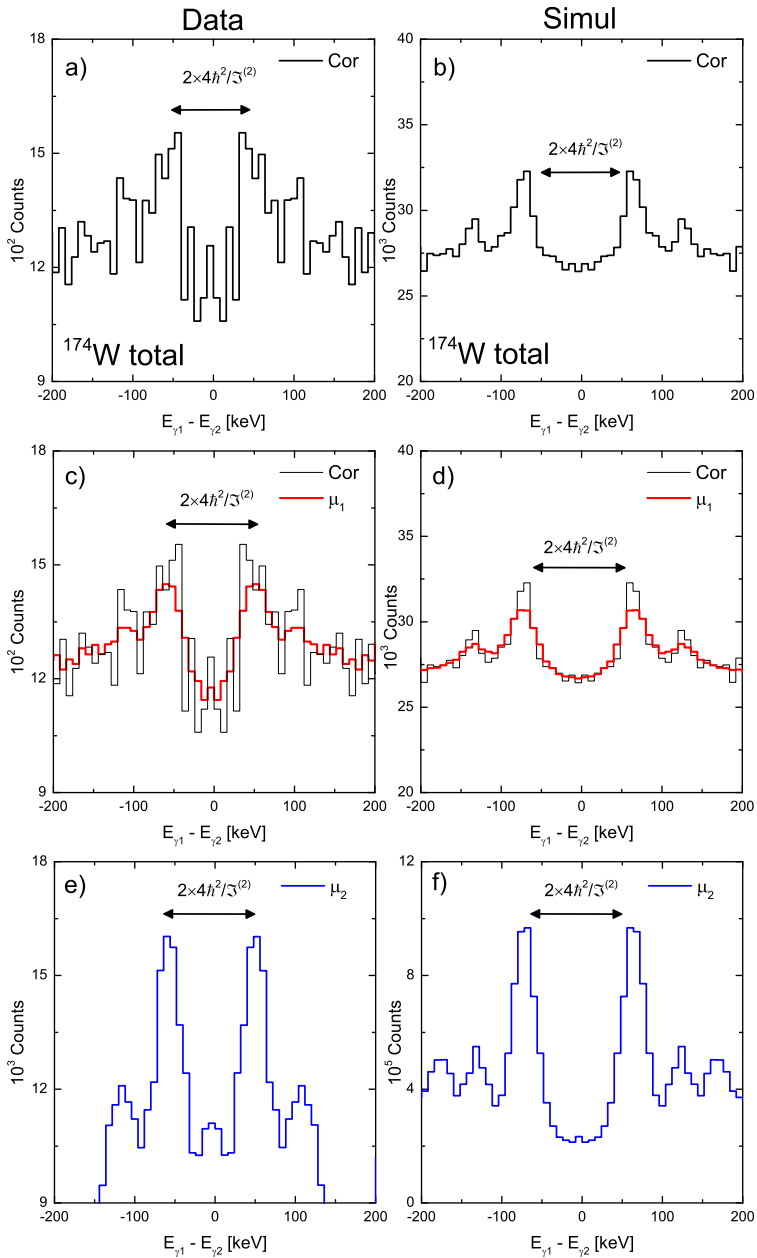 Data
Simul
a)
Cor
2×4ℏ²/ℑ⁽²⁾
¹⁷⁴W total
18
15
12
9
10² Counts
-200 -100 0 100 200
E_γ1 - E_γ2 [keV]
b)
Cor
2×4ℏ²/ℑ⁽²⁾
¹⁷⁴W total
40
35
30
25
20
10³ Counts
-200 -100 0 100 200
E_γ1 - E_γ2 [keV]
c)
Cor
μ₁
2×4ℏ²/ℑ⁽²⁾
18
15
12
9
10² Counts
-200 -100 0 100 200
E_γ1 - E_γ2 [keV]
d)
Cor
μ₁
2×4ℏ²/ℑ⁽²⁾
40
35
30
25
20
10³ Counts
-200 -100 0 100 200
E_γ1 - E_γ2 [keV]
e)
μ₂
2×4ℏ²/ℑ⁽²⁾
18
15
12
9
10³ Counts
-200 -100 0 100 200
E_γ1 - E_γ2 [keV]
f)
μ₂
2×4ℏ²/ℑ⁽²⁾
12
8
4
0
10⁵ Counts
-200 -100 0 100 200
E_γ1 - E_γ2 [keV]